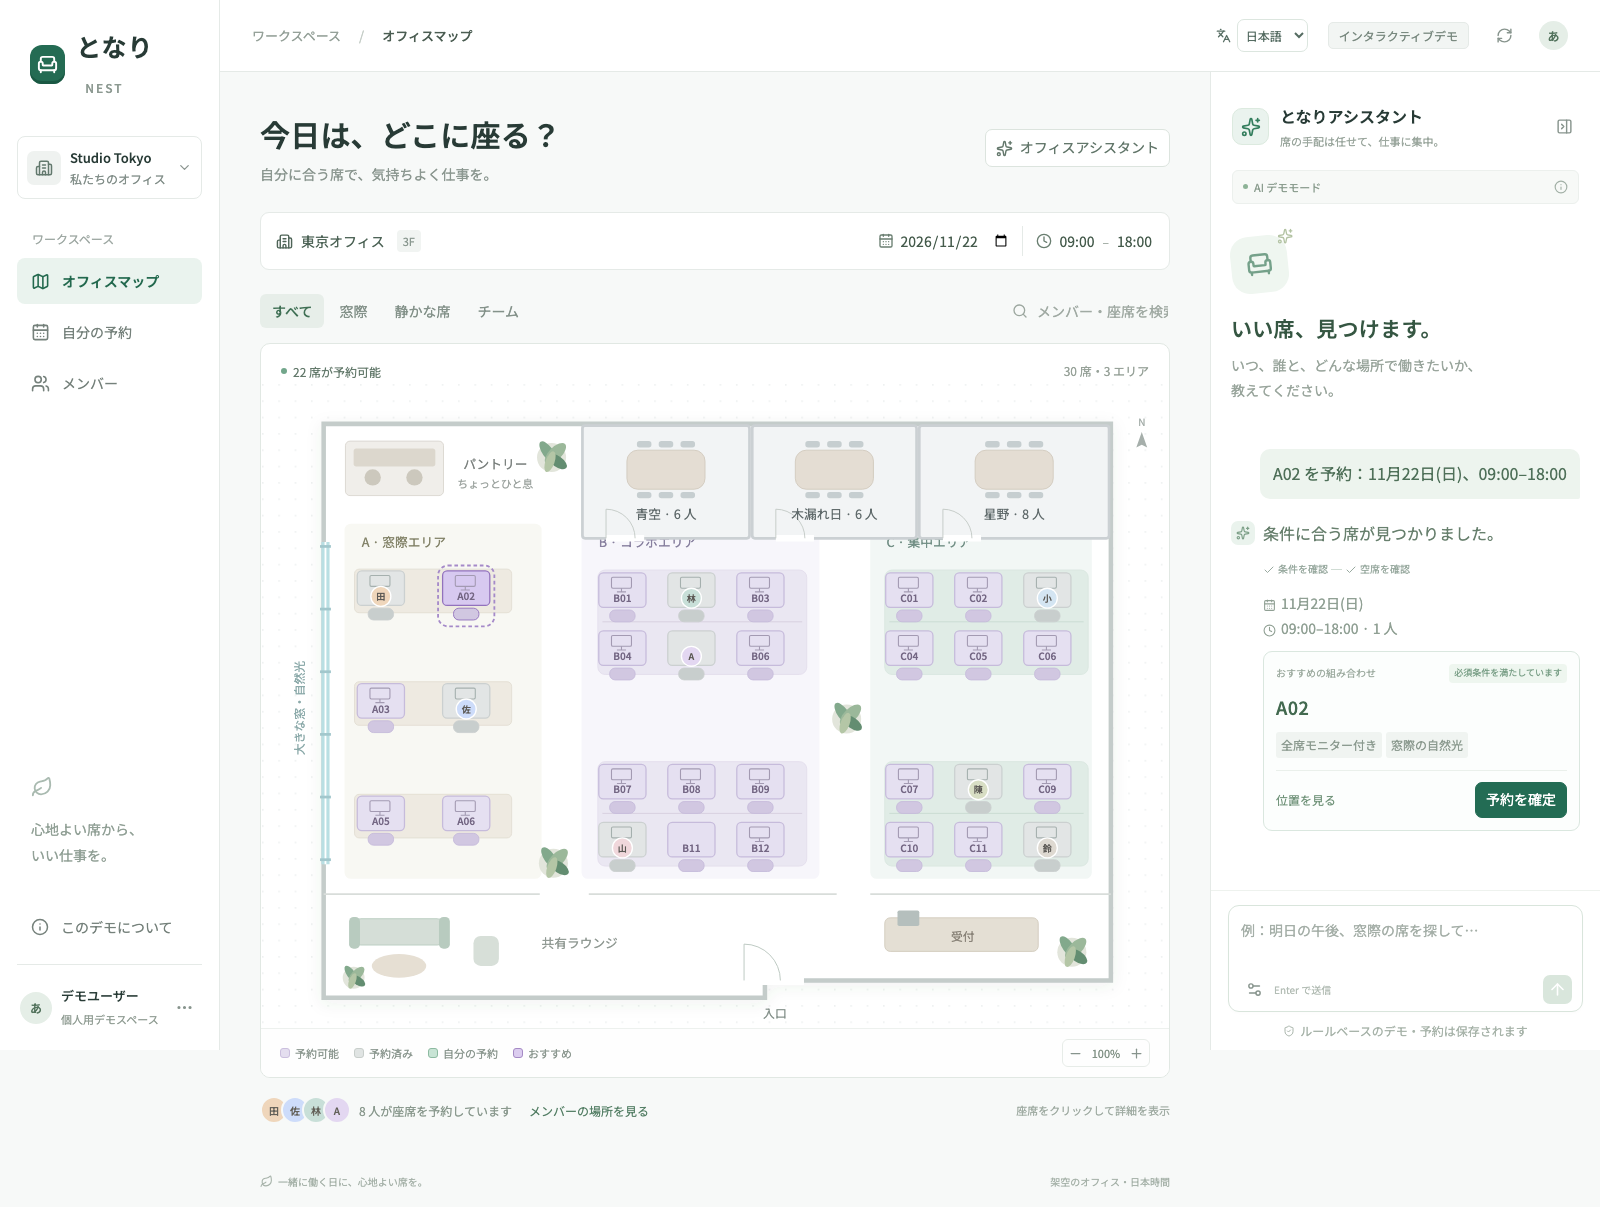 となり
NEST
Studio Tokyo
私たちのオフィス
ワークスペース
オフィスマップ
自分の予約
メンバー
心地よい席から、
いい仕事を。
このデモについて
あ
デモユーザー
個人用デモスペース
ワークスペース / オフィスマップ
日本語
インタラクティブデモ
あ
今日は、どこに座る？
自分に合う席で、気持ちよく仕事を。
オフィスアシスタント
東京オフィス 3F
2026/11/22
09:00 – 18:00
すべて 窓際 静かな席 チーム
メンバー・座席を検索
22 席が予約可能
30 席・3 エリア
N
パントリー
ちょっとひと息
青空 · 6 人
木漏れ日 · 6 人
星野 · 8 人
A · 窓際エリア
B · コラボエリア
C · 集中エリア
大きな窓・自然光
田 A02
A03 佐
A05 A06
B01 林 B03
B04 A B06
B07 B08 B09
山 B11 B12
C01 C02 小
C04 C05 C06
C07 陳 C09
C10 C11 鈴
共有ラウンジ
受付
入口
予約可能 予約済み 自分の予約 おすすめ
− 100% +
田 佐 林 A
8 人が座席を予約しています
メンバーの場所を見る
座席をクリックして詳細を表示
一緒に働く日に、心地よい席を。
架空のオフィス・日本時間
となりアシスタント
席の手配は任せて、仕事に集中。
AI デモモード
いい席、見つけます。
いつ、誰と、どんな場所で働きたいか、
教えてください。
A02 を予約：11月22日(日)、09:00–18:00
条件に合う席が見つかりました。
条件を確認 — 空席を確認
11月22日(日)
09:00–18:00 · 1 人
おすすめの組み合わせ
必須条件を満たしています
A02
全席モニター付き 窓際の自然光
位置を見る
予約を確定
例：明日の午後、窓際の席を探して…
Enter で送信
ルールベースのデモ・予約は保存されます